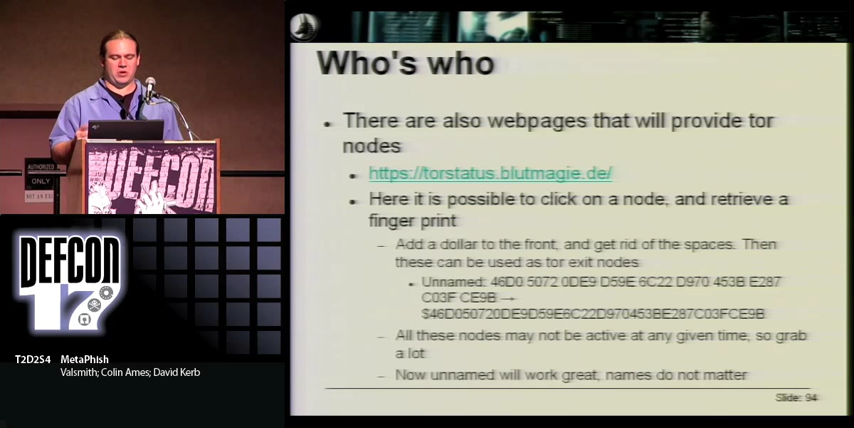 Who's who
• There are also webpages that will provide tor
nodes
• https://torstatus.blutmagie.de/
• Here it is possible to click on a node, and retrieve a
finger print
– Add a dollar to the front, and get rid of the spaces. Then
these can be used as tor exit nodes
• Unnamed: 46D0 5072 0DE9 D59E 6C22 D970 453B E287
C03F CE9B →
$46D050720DE9D59E6C22D970453BE287C03FCE9B
– All these nodes may not be active at any given time, so grab
a lot
– Now unnamed will work great, names do not matter
Slide: 94
AUTHORIZED
ONLY
DEFCON
DEFCON
17
T2D2S4 MetaPhish
Valsmith; Colin Ames; David Kerb